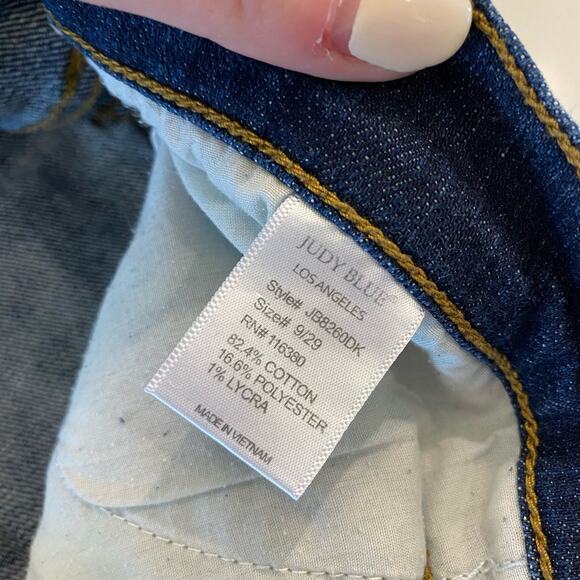 JUDY BLUE®
LOS ANGELES
Style# JB8260DK
Size# 9/29
RN# 116380
82.4% COTTON
16.6% POLYESTER
1% LYCRA
MADE IN VIETNAM